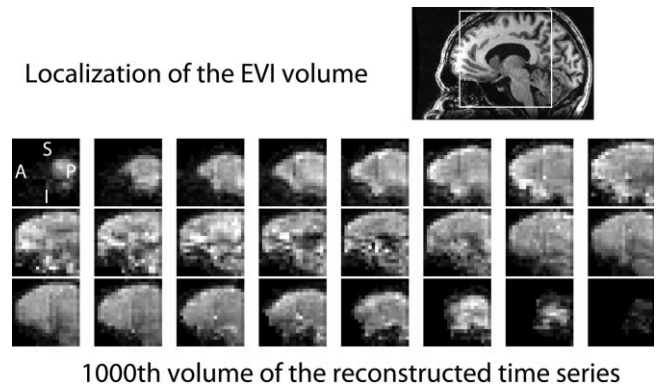 Localization of the EVI volume
S
A P
I
1000th volume of the reconstructed time series